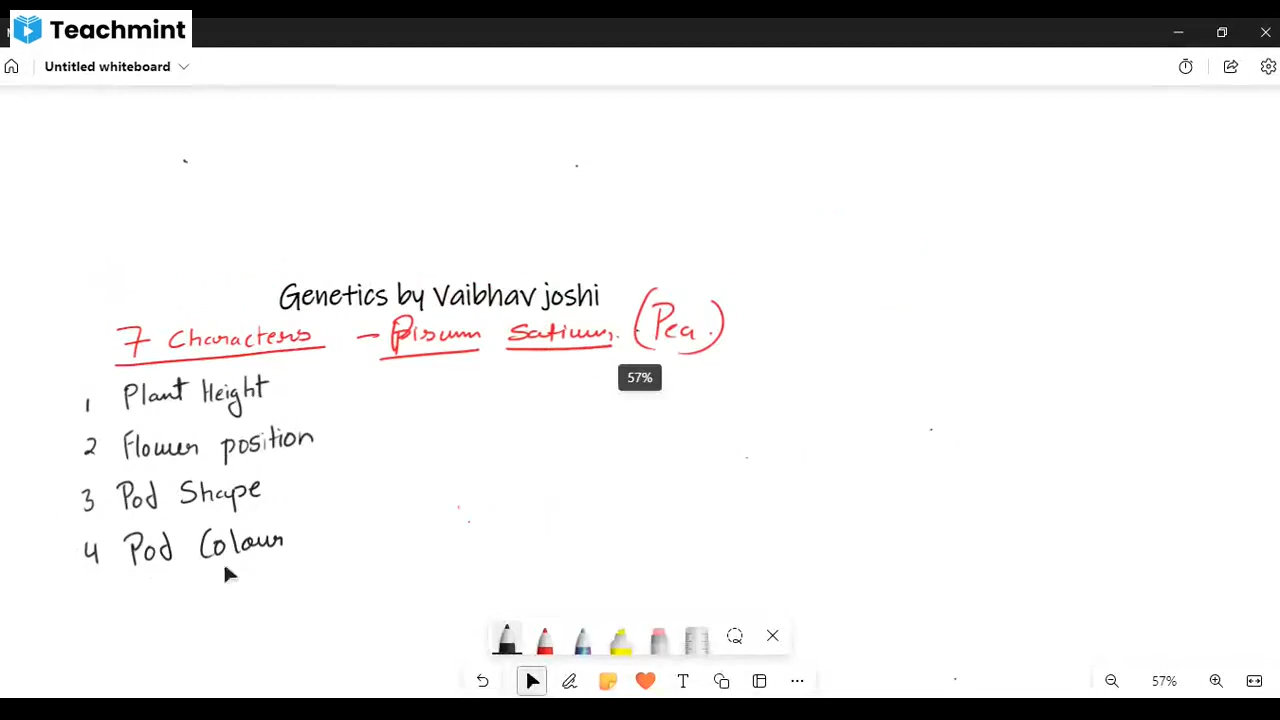 Teachmint
Untitled whiteboard
Genetics by Vaibhav joshi
7 Characters - Pisum Sativum. (Pea.)
57%
1 Plant Height
2 Flower position
3 Pod Shape
4 Pod Colour
57%